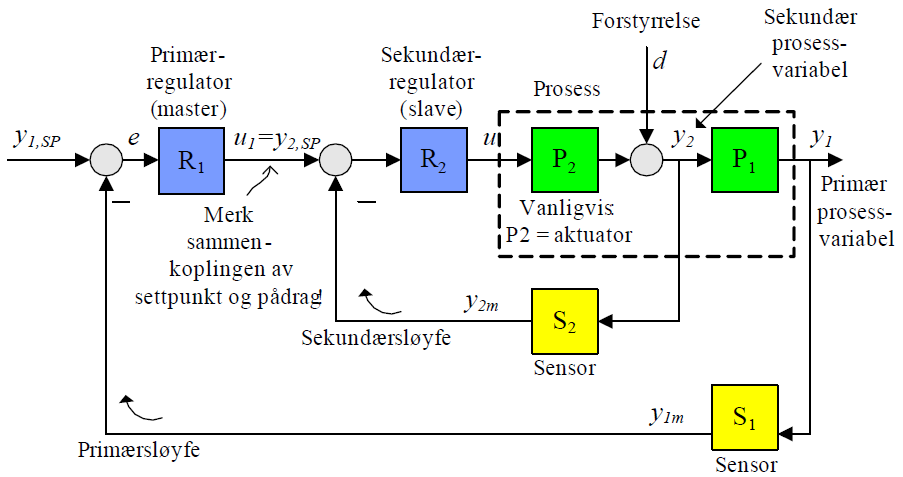 Forstyrrelse
Sekundær
prosess-
variabel
Primær-
regulator
(master)
Sekundær-
regulator
(slave)
Prosess
d
y1,SP
e
R1
u1=y2,SP
R2
u
P2
y2
P1
y1
Merk
sammen-
koplingen av
settpunkt og pådrag!
Vanligvis:
P2 = aktuator
Primær
prosess-
variabel
y2m
S2
Sensor
Sekundærsløyfe
y1m
S1
Sensor
Primærsløyfe